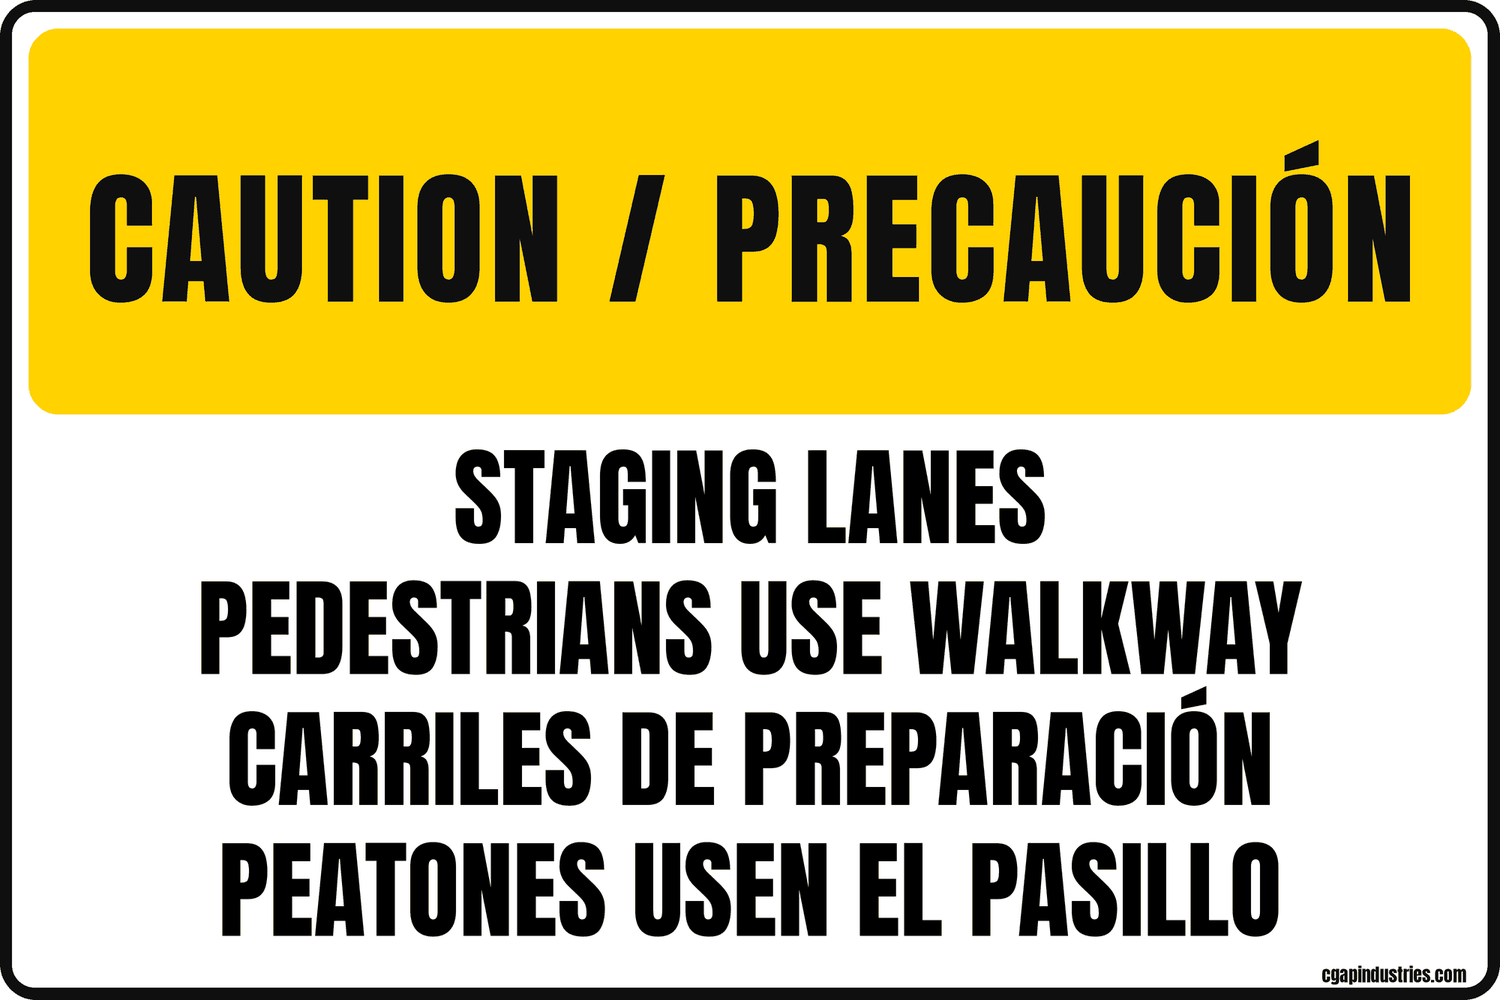 CAUTION / PRECAUCIÓN
STAGING LANES
PEDESTRIANS USE WALKWAY
CARRILES DE PREPARACIÓN
PEATONES USEN EL PASILLO
cgapindustries.com